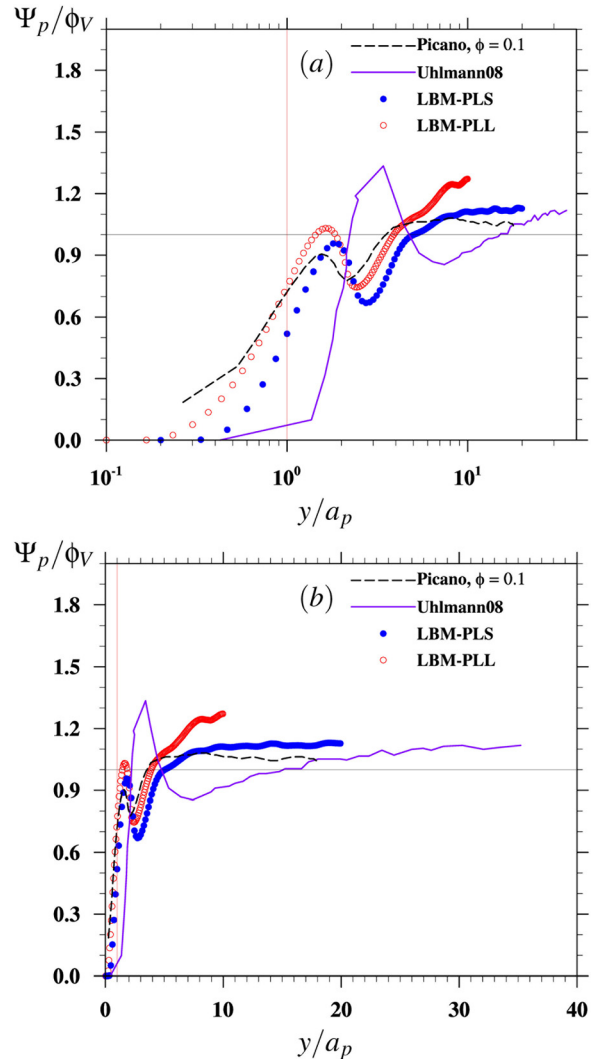 Ψp/ϕV
1.8
1.5
1.2
0.9
0.6
0.3
0.0
(a)
Picano, ϕ = 0.1
Uhlmann08
LBM-PLS
LBM-PLL
10⁻¹ 10⁰ 10¹
y/ap
Ψp/ϕV
1.8
1.5
1.2
0.9
0.6
0.3
0.0
(b)
Picano, ϕ = 0.1
Uhlmann08
LBM-PLS
LBM-PLL
0 10 20 30 40
y/ap